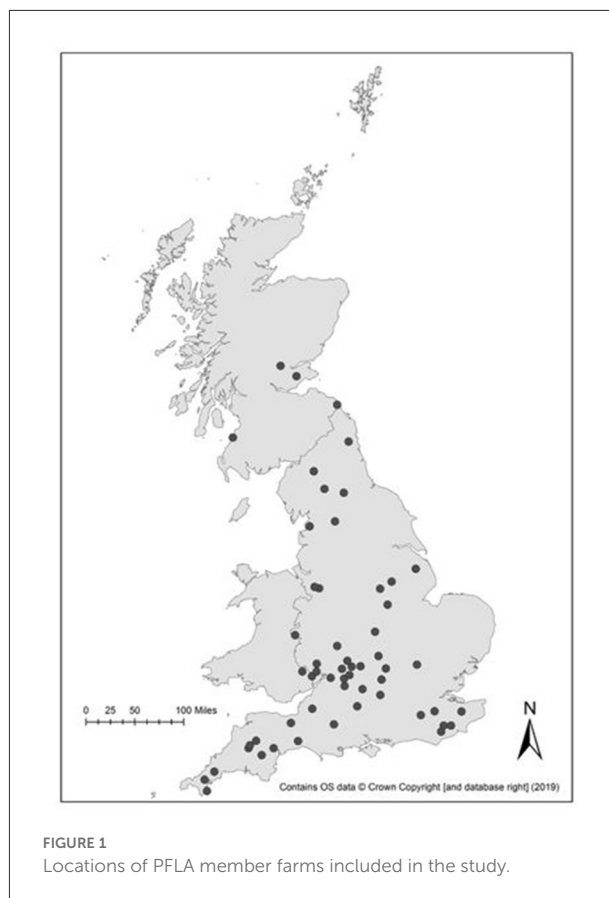 0 25 50 100 Miles
N
Contains OS data © Crown Copyright [and database right] (2019)
FIGURE 1
Locations of PFLA member farms included in the study.